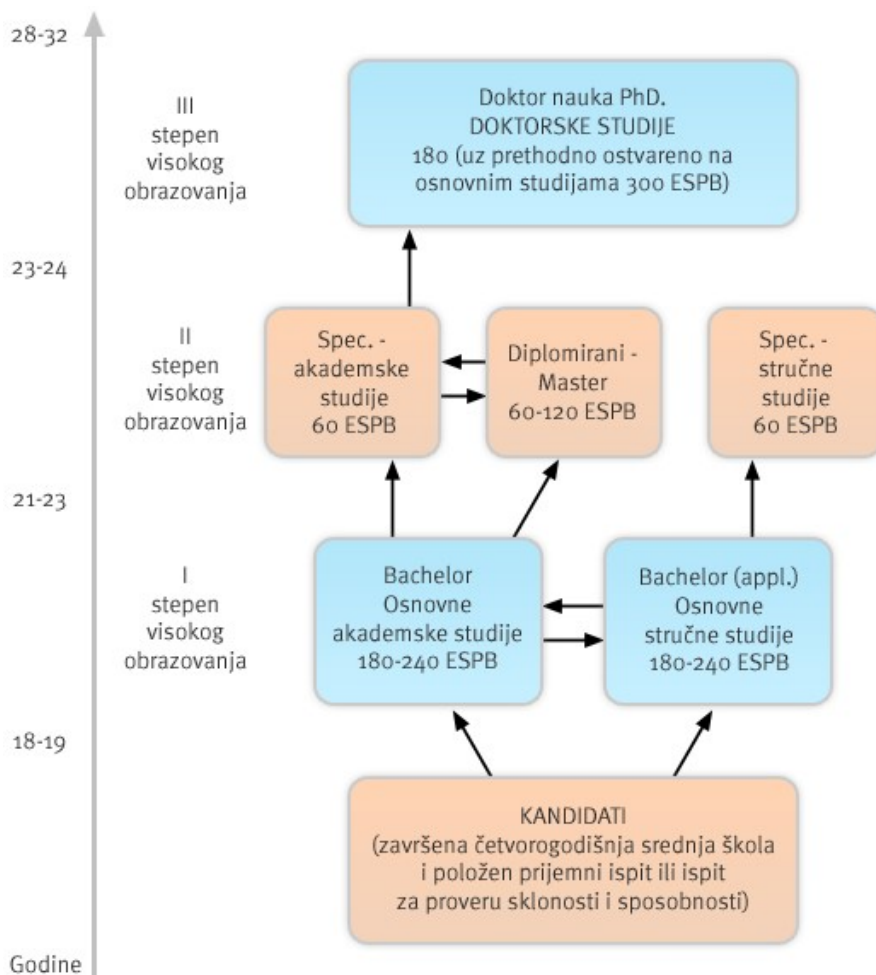 28-32
III
stepen
visokog
obrazovanja
Doktor nauka PhD.
DOKTORSKE STUDIJE
180 (uz prethodno ostvareno na
osnovnim studijama 300 ESPB)
23-24
II
stepen
visokog
obrazovanja
Spec. -
akademske
studije
60 ESPB
Diplomirani -
Master
60-120 ESPB
Spec. -
stručne
studije
60 ESPB
21-23
I
stepen
visokog
obrazovanja
Bachelor
Osnovne
akademske studije
180-240 ESPB
Bachelor (appl.)
Osnovne
stručne studije
180-240 ESPB
18-19
KANDIDATI
(završena četvorogodišnja srednja škola
i položen prijemni ispit ili ispit
za proveru sklonosti i sposobnosti)
Godine